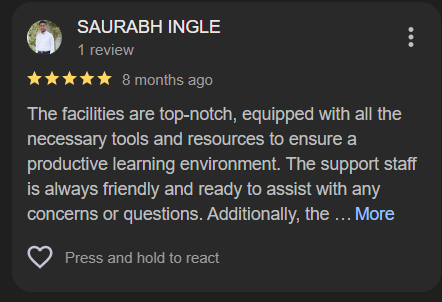 SAURABH INGLE
1 review
8 months ago
The facilities are top-notch, equipped with all the
necessary tools and resources to ensure a
productive learning environment. The support staff
is always friendly and ready to assist with any
concerns or questions. Additionally, the … More
Press and hold to react